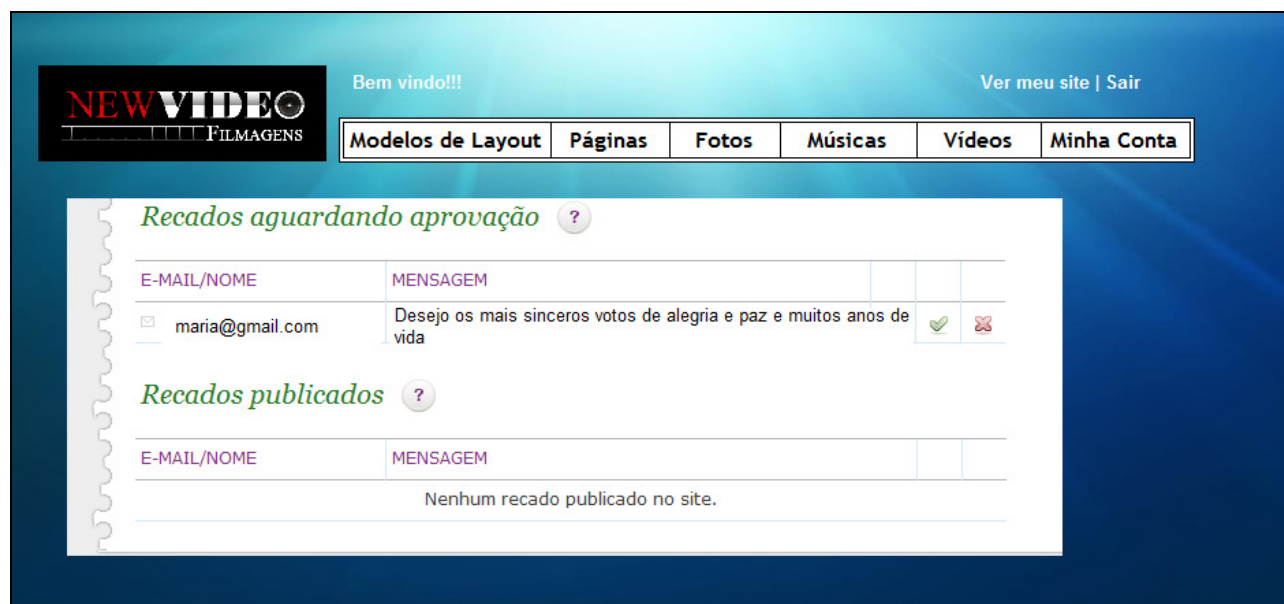 Bem vindo!!!
Ver meu site | Sair
NEWVIDEO
FILMAGENS
Modelos de Layout Páginas Fotos Músicas Vídeos Minha Conta
Recados aguardando aprovação ?
E-MAIL/NOME MENSAGEM
maria@gmail.com Desejo os mais sinceros votos de alegria e paz e muitos anos de
vida
Recados publicados ?
E-MAIL/NOME MENSAGEM
Nenhum recado publicado no site.